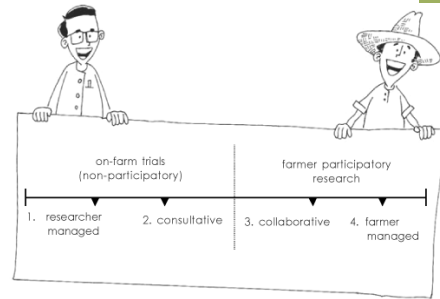 on-farm trials
(non-participatory)
farmer participatory
research
1. researcher
managed
2. consultative
3. collaborative
4. farmer
managed